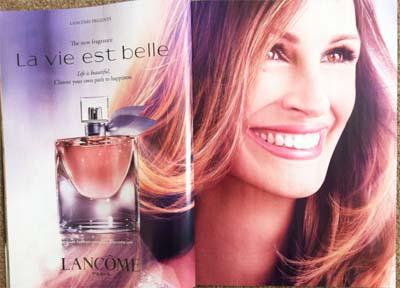 LANCÔME PRESENTS
The new fragrance
La vie est belle
Life is beautiful.
Choose your own path to happiness.
LANCÔME
PARIS